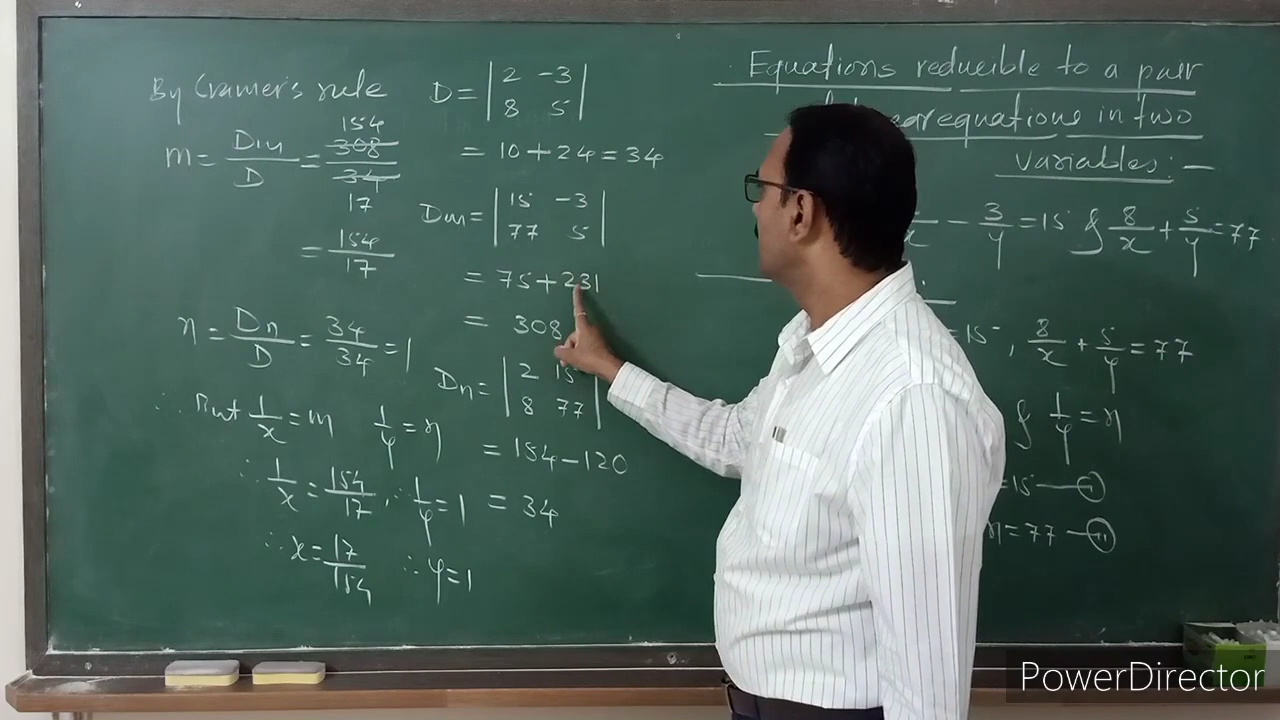 By Cramer's rule
m = Dm/D = 308/34 154/17
= 154/17
n = Dn/D = 34/34 = 1
∴ But 1/x = m 1/y = n
∴ 1/x = 154/17, ∴ 1/y = 1
∴ x = 17/154 ∴ y = 1
D = | 2 -3 |
| 8 5 |
= 10 + 24 = 34
Dm = | 15 -3 |
| 77 5 |
= 75 + 231
= 308
Dn = | 2 15 |
| 8 77 |
= 154 - 120
= 34
Equations reducible to a pair
equations in two
variables: -
- 3/y = 15 & 8/x + 5/y = 77
= 15, 8/x + 5/y = 77
& 1/y = n
= 15 — (i)
n = 77 — (ii)
PowerDirector